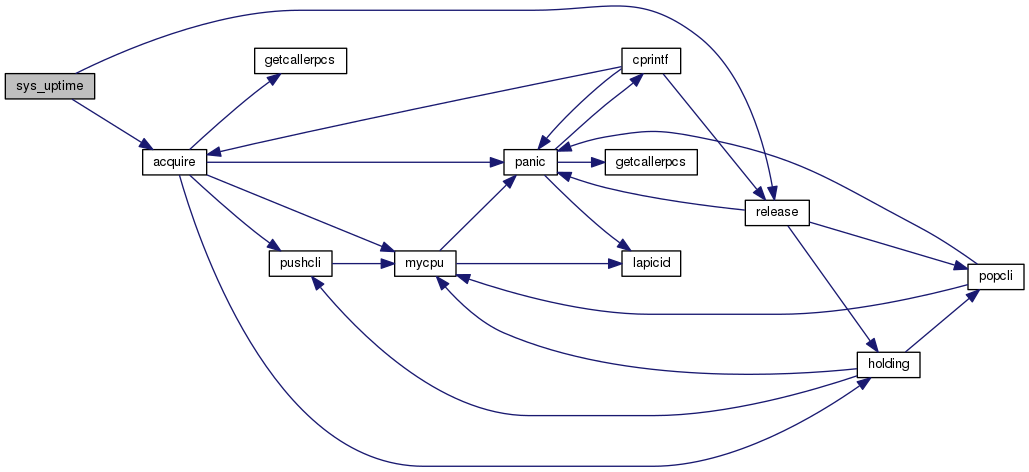 sys_uptime
acquire
getcallerpcs
pushcli
mycpu
panic
cprintf
getcallerpcs
lapicid
release
holding
popcli